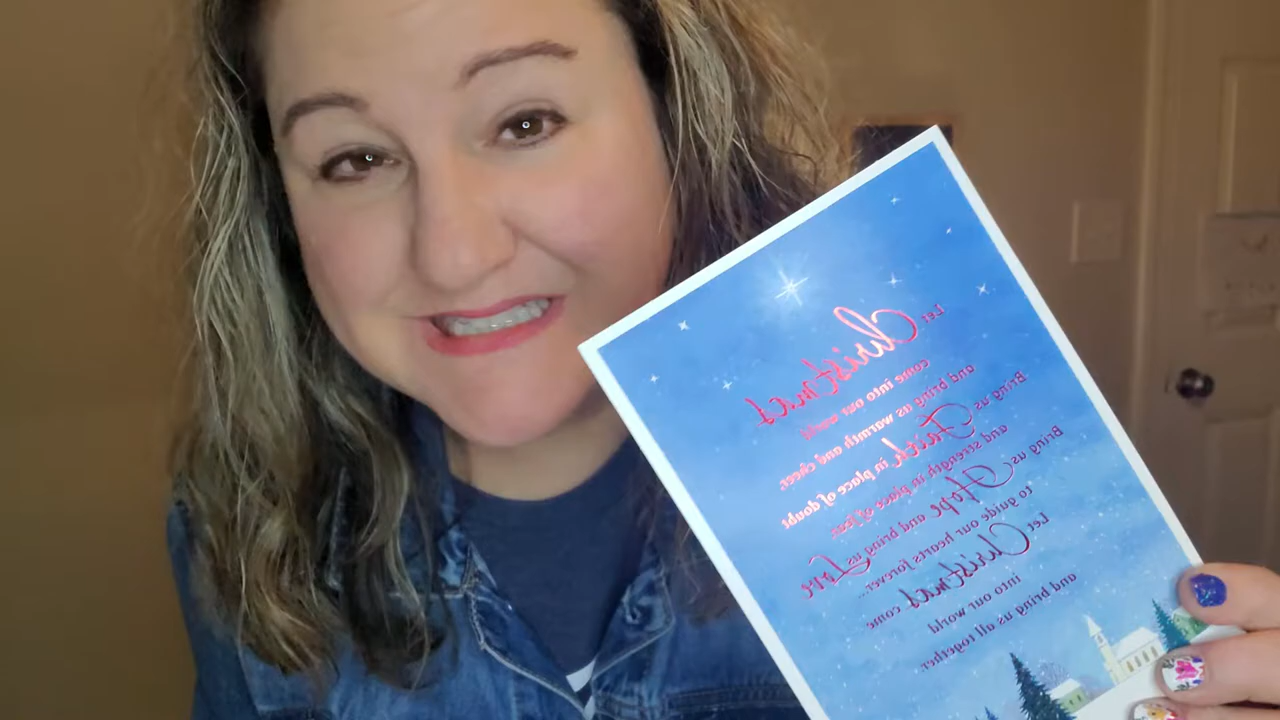 Let
Christmas
come into our world
and bring us warmth and cheer.
Bring us Faith, in place of doubt
and strength in place of fear.
Bring us Hope and bring us Love
to guide our hearts forever...
Let Christmas come
into our world
and bring us all together.